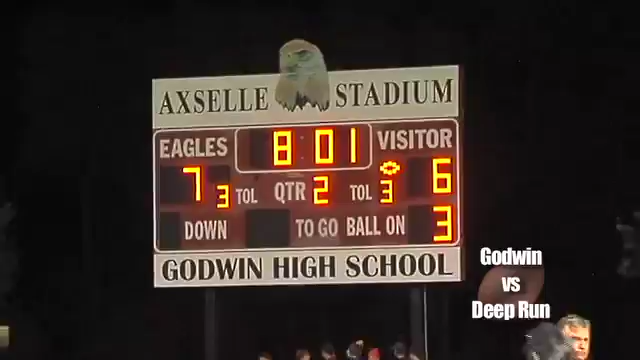 AXSELLE STADIUM
EAGLES 8:01 VISITOR
7 3 TOL QTR 2 TOL 3 6
DOWN TO GO BALL ON 3
GODWIN HIGH SCHOOL
Godwin
vs
Deep Run